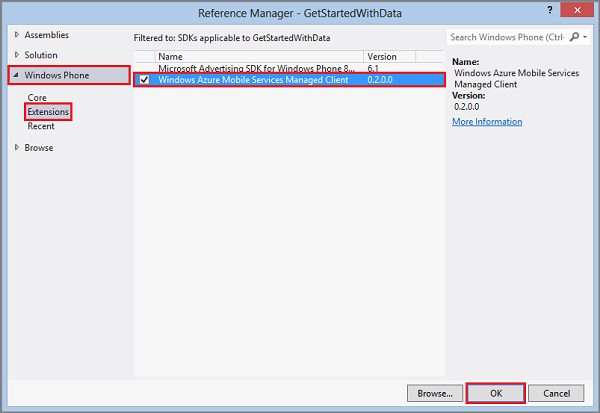 Reference Manager - GetStartedWithData
?
Assemblies
Solution
Windows Phone
Core
Extensions
Recent
Browse
Filtered to: SDKs applicable to GetStartedWithData
Name Version
Microsoft Advertising SDK for Windows Phone 8... 6.1
Windows Azure Mobile Services Managed Client 0.2.0.0
Search Windows Phone (Ctrl-
Name:
Windows Azure Mobile Services
Managed Client
Version:
0.2.0.0
More Information
Browse... OK Cancel